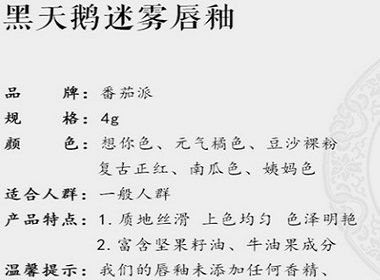 黑天鹅迷雾唇釉
品 牌：番茄派
规 格：4g
颜 色：想你色、元气橘色、豆沙裸粉
复古正红、南瓜色、姨妈色
适合人群：一般人群
产品特点：1.质地丝滑 上色均匀 色泽明艳
2.富含坚果籽油、牛油果成分
温馨提示：我们的唇釉未添加任何香精、